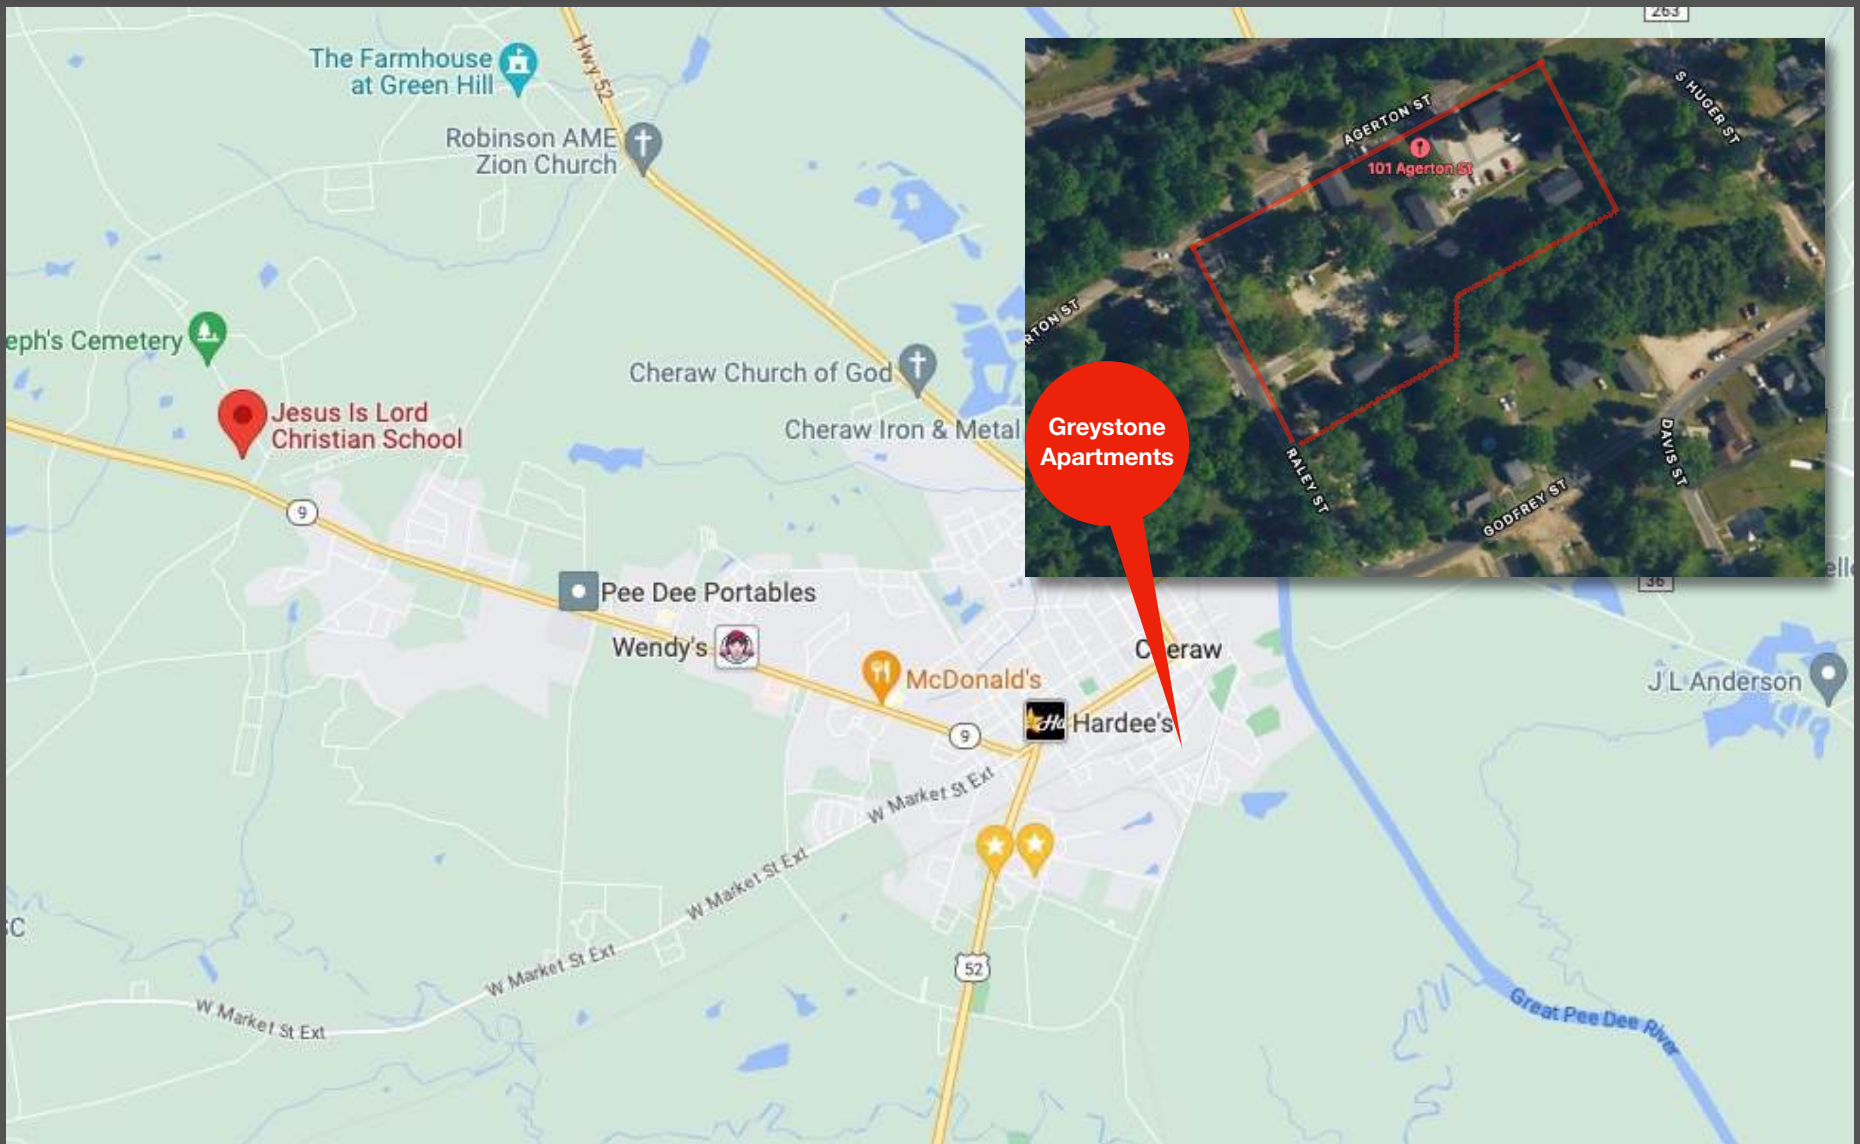 263
The Farmhouse
at Green Hill
Hwy 52
Robinson AME
Zion Church
eph's Cemetery
Jesus Is Lord
Christian School
Cheraw Church of God
Cheraw Iron & Metal
9
Pee Dee Portables
Wendy's
McDonald's
9
Hardee's
Cheraw
W Market St Ext
W Market St Ext
W Market St Ext
W Market St Ext
52
Great Pee Dee River
J L Anderson
36
elle
SC
AGERTON ST
101 Agerton St
S HUGER ST
RTON ST
RALEY ST
GODFREY ST
DAVIS ST
Greystone
Apartments